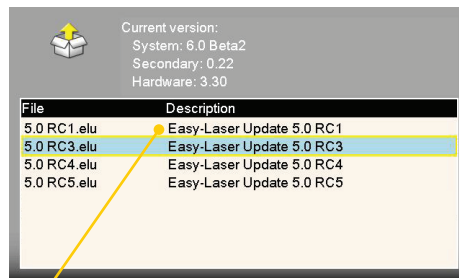 Current version:
System: 6.0 Beta2
Secondary: 0.22
Hardware: 3.30
File Description
5.0 RC1.elu Easy-Laser Update 5.0 RC1
5.0 RC3.elu Easy-Laser Update 5.0 RC3
5.0 RC4.elu Easy-Laser Update 5.0 RC4
5.0 RC5.elu Easy-Laser Update 5.0 RC5